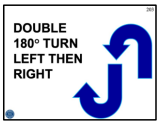 DOUBLE
180° TURN
LEFT THEN
RIGHT